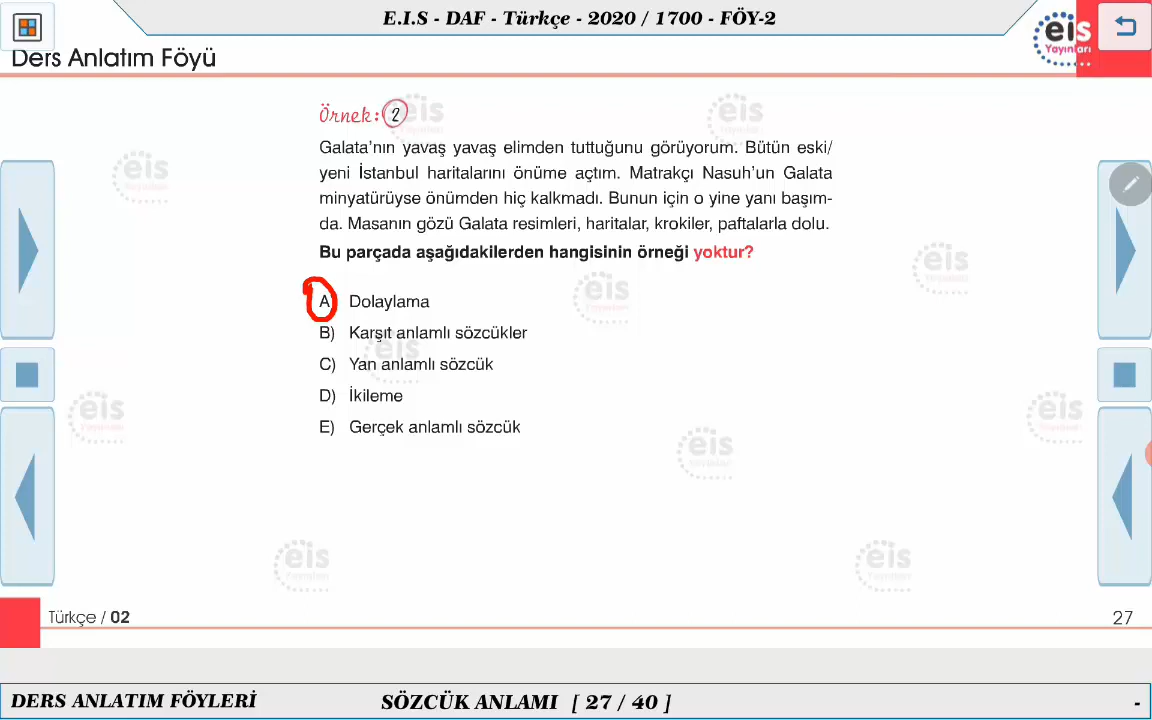 E.I.S - DAF - Türkçe - 2020 / 1700 - FÖY-2
Ders Anlatım Föyü
eis
Yayınları
Örnek: 2
Galata'nın yavaş yavaş elimden tuttuğunu görüyorum. Bütün eski/
yeni İstanbul haritalarını önüme açtım. Matrakçı Nasuh'un Galata
minyatürüyse önümden hiç kalkmadı. Bunun için o yine yanı başım-
da. Masanın gözü Galata resimleri, haritalar, krokiler, paftalarla dolu.
Bu parçada aşağıdakilerden hangisinin örneği yoktur?
A) Dolaylama
B) Karşıt anlamlı sözcükler
C) Yan anlamlı sözcük
D) İkileme
E) Gerçek anlamlı sözcük
Türkçe / 02
27
DERS ANLATIM FÖYLERİ
SÖZCÜK ANLAMI [ 27 / 40 ]
-